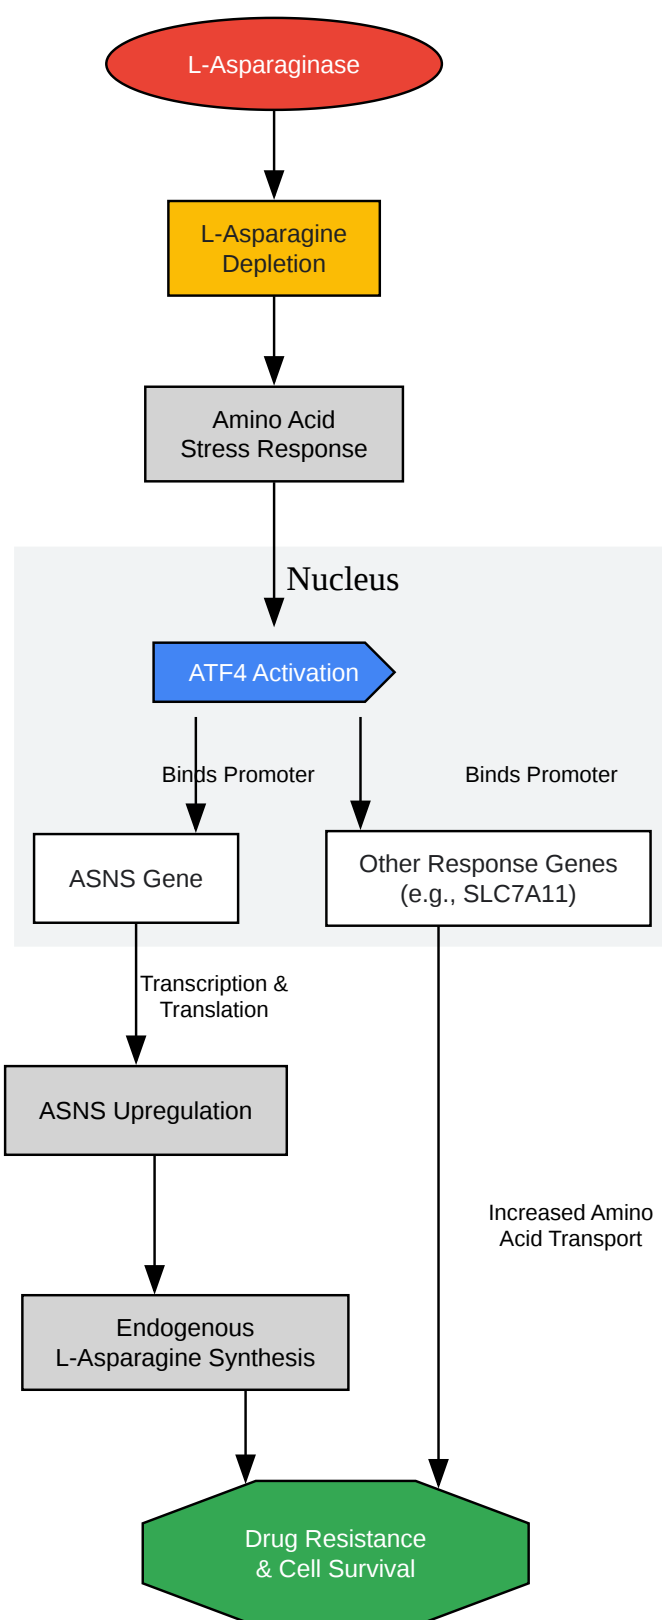 L-Asparaginase
L-Asparagine
Depletion
Amino Acid
Stress Response
Nucleus
ATF4 Activation
Binds Promoter
Binds Promoter
ASNS Gene
Other Response Genes
(e.g., SLC7A11)
Transcription &
Translation
ASNS Upregulation
Increased Amino
Acid Transport
Endogenous
L-Asparagine Synthesis
Drug Resistance
& Cell Survival